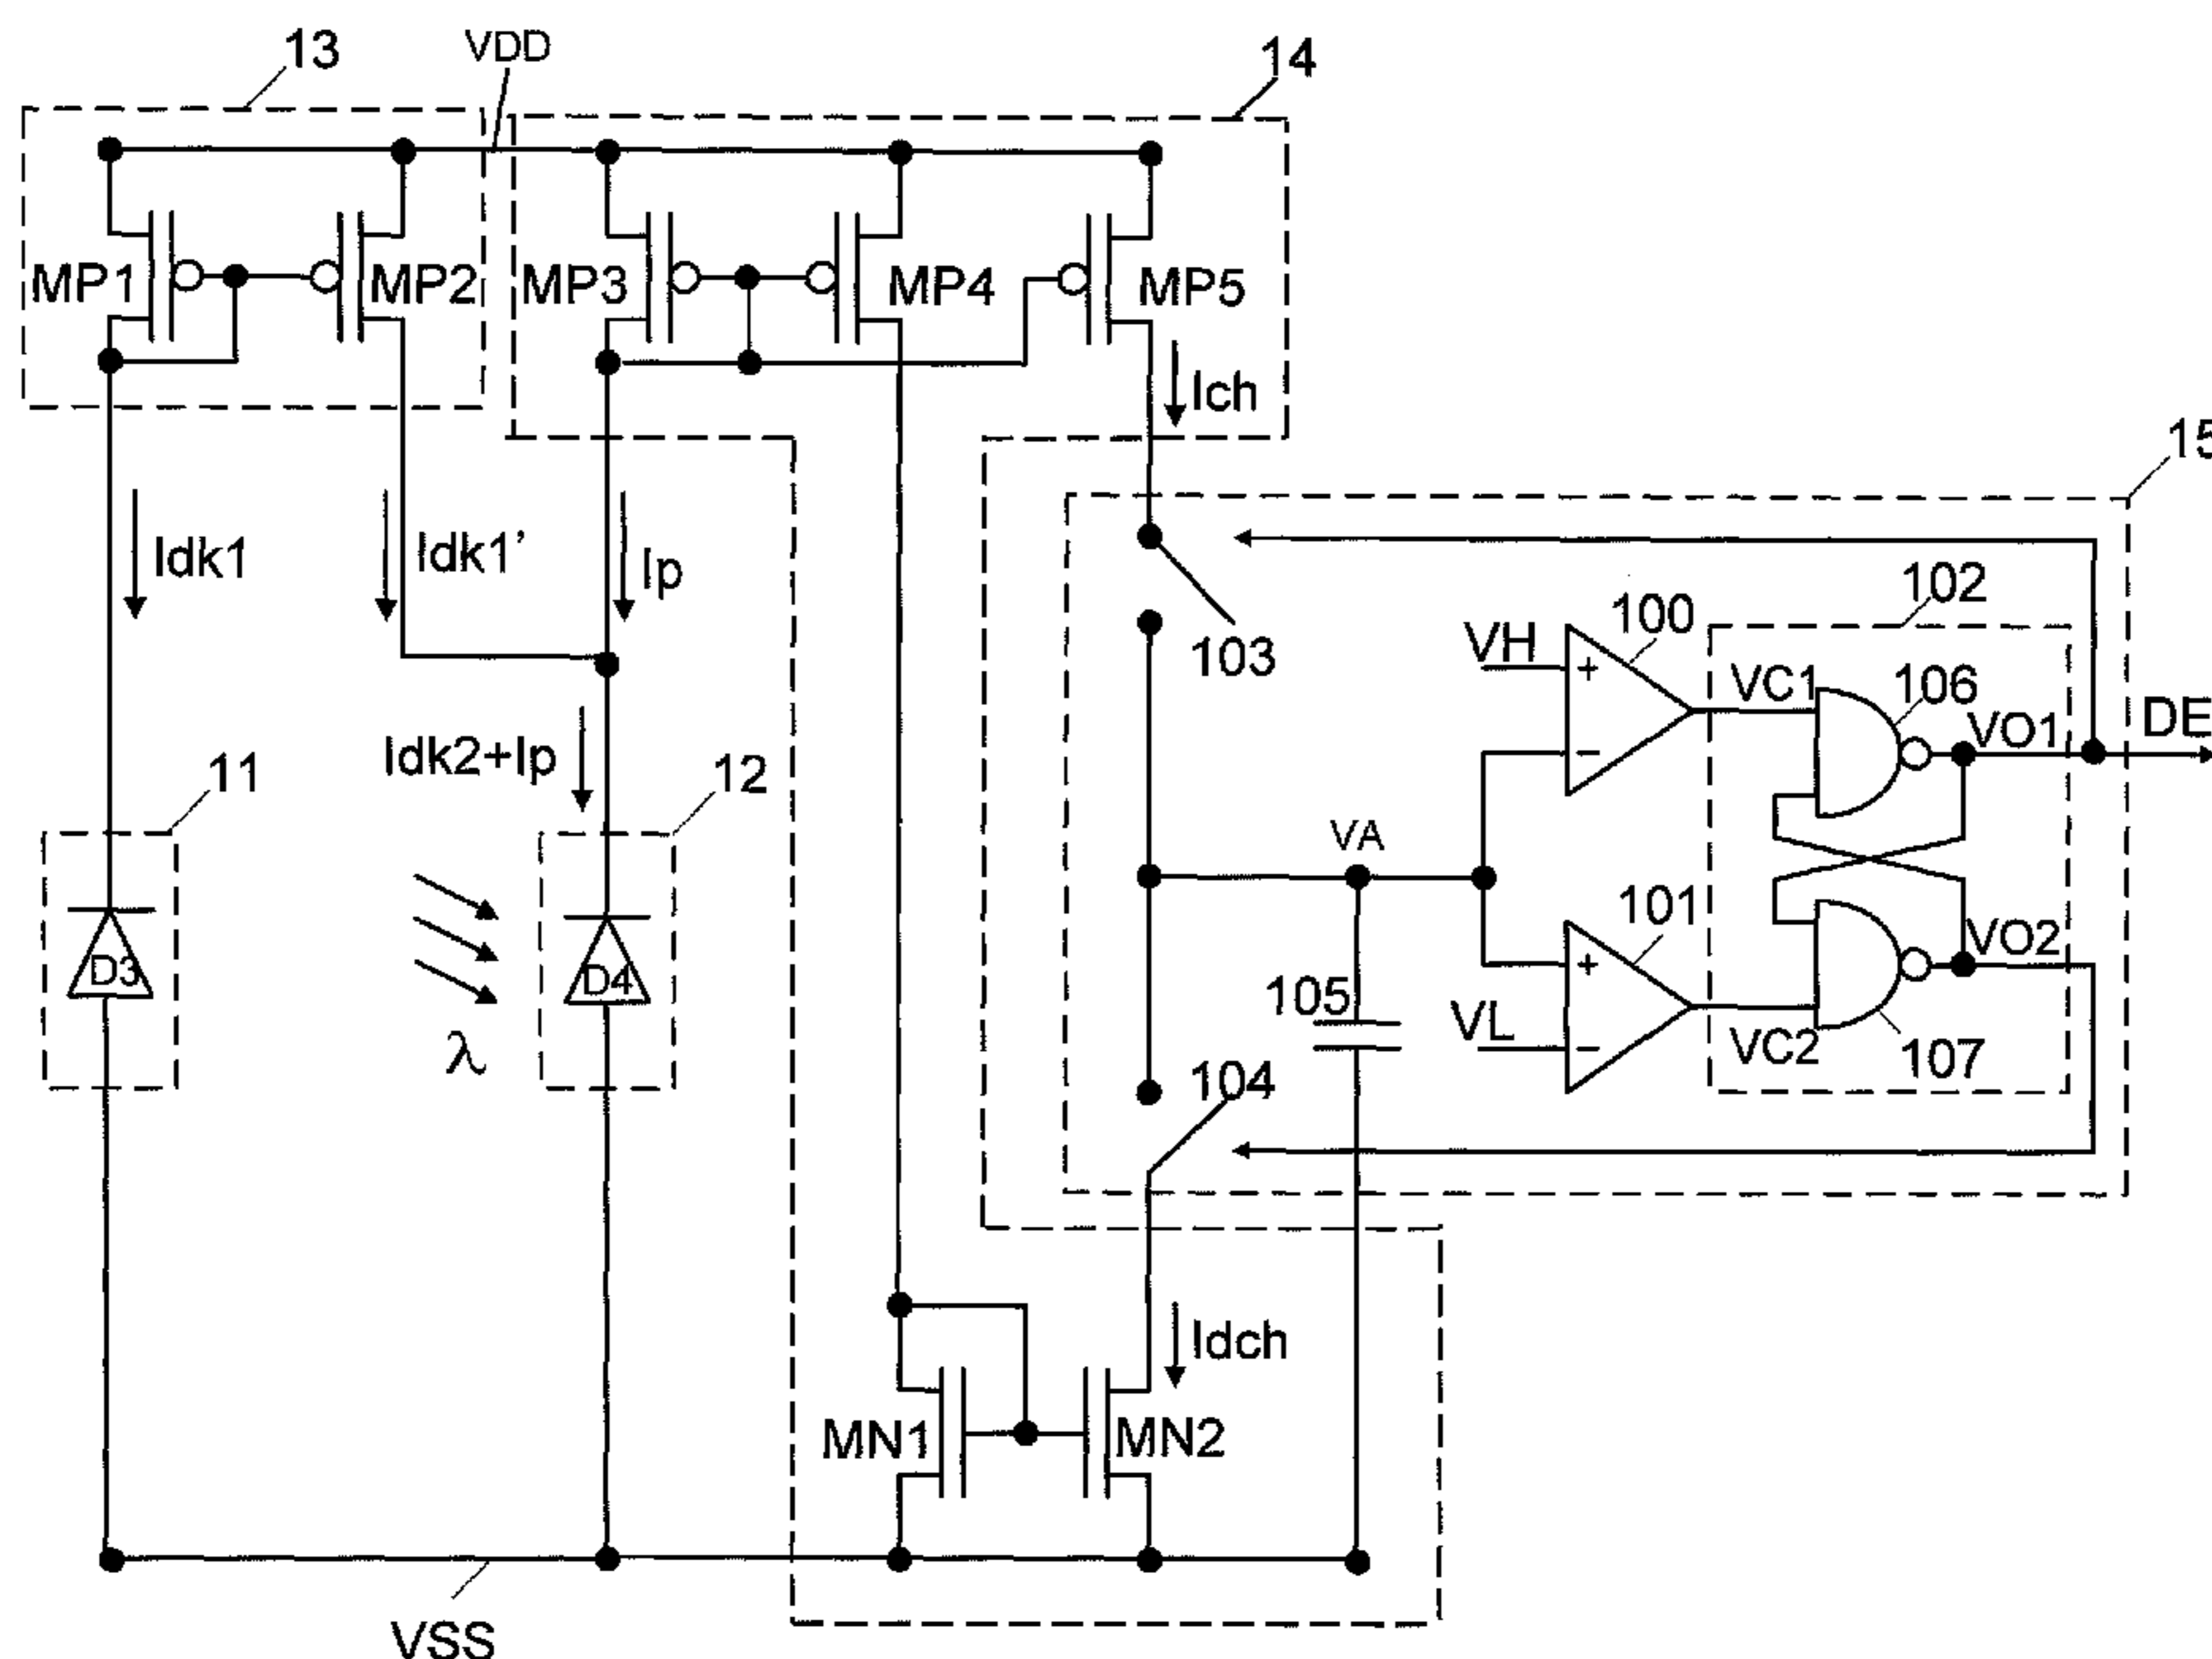 13
VDD
14
MP1
MP2
MP3
MP4
MP5
Ich
15
Idk1
Idk1’
Ip
103
VH
100
102
VC1
106
VO1
DE
Idk2+Ip
11
12
VA
D3
D4
λ
105
101
VL
VO2
VC2
107
104
Idch
MN1
MN2
VSS
+
−
+
−